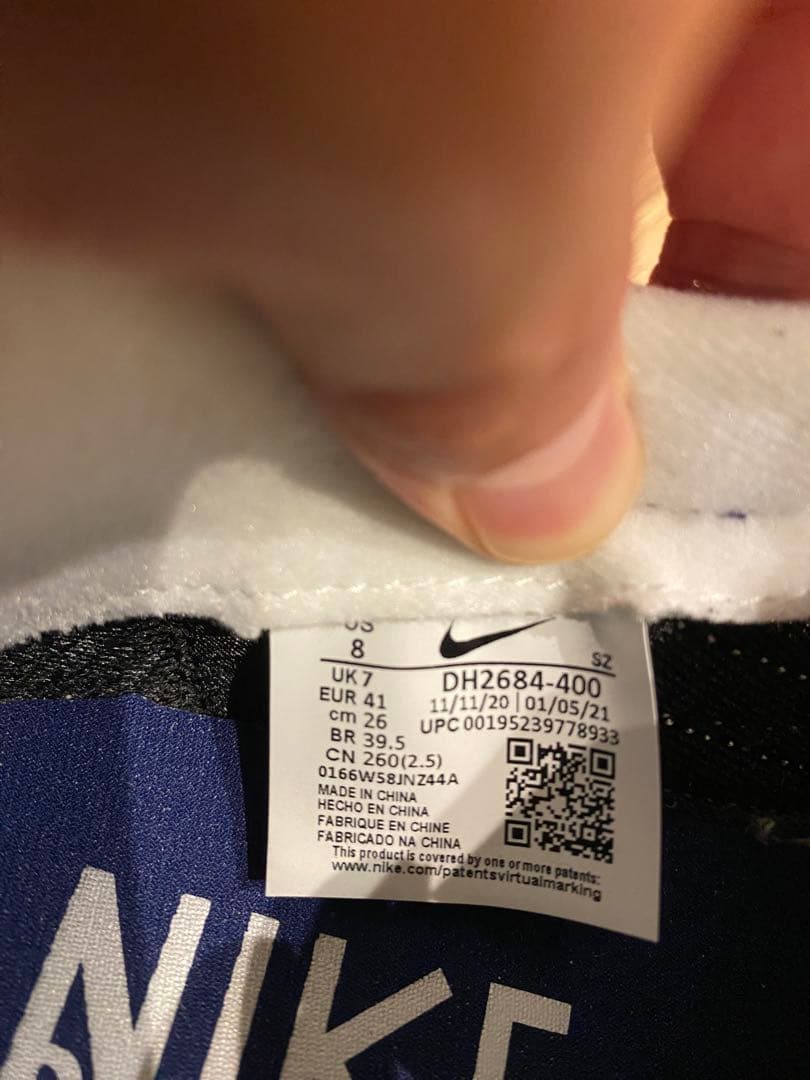 US
8
SZ
UK 7
EUR 41
cm 26
BR 39.5
CN 260(2.5)
0166W58JNZ44A
DH2684-400
11/11/20 | 01/05/21
UPC 00195239778933
MADE IN CHINA
HECHO EN CHINA
FABRIQUE EN CHINE
FABRICADO NA CHINA
This product is covered by one or more patents:
www.nike.com/patentsvirtualmarking
NIKE